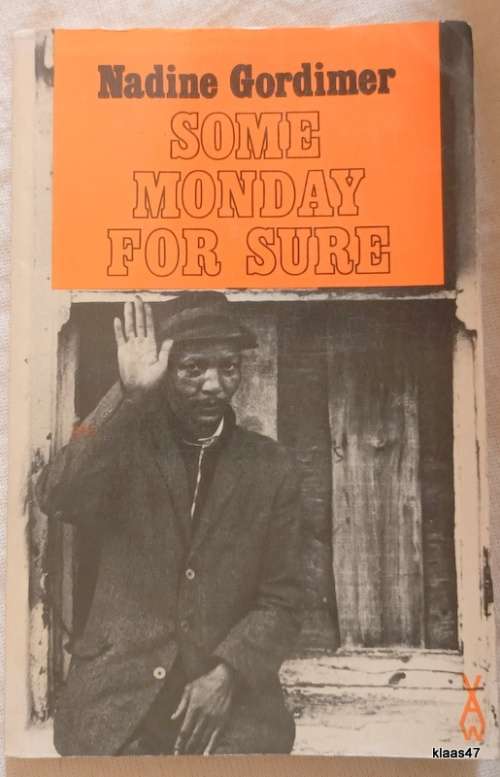 Nadine Gordimer
SOME
MONDAY
FOR SURE
klaas47